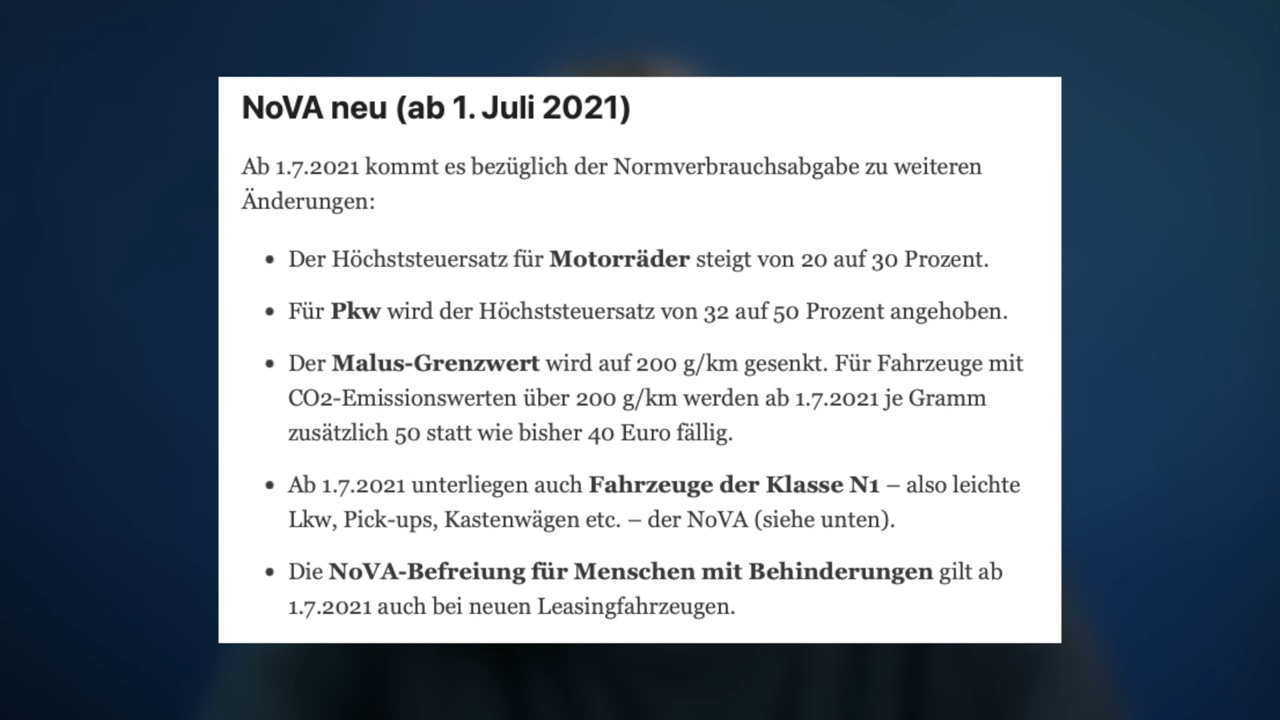 NoVA neu (ab 1. Juli 2021)
Ab 1.7.2021 kommt es bezüglich der Normverbrauchsabgabe zu weiteren
Änderungen:
• Der Höchststeuersatz für Motorräder steigt von 20 auf 30 Prozent.
• Für Pkw wird der Höchststeuersatz von 32 auf 50 Prozent angehoben.
• Der Malus-Grenzwert wird auf 200 g/km gesenkt. Für Fahrzeuge mit
CO2-Emissionswerten über 200 g/km werden ab 1.7.2021 je Gramm
zusätzlich 50 statt wie bisher 40 Euro fällig.
• Ab 1.7.2021 unterliegen auch Fahrzeuge der Klasse N1 – also leichte
Lkw, Pick-ups, Kastenwägen etc. – der NoVA (siehe unten).
• Die NoVA-Befreiung für Menschen mit Behinderungen gilt ab
1.7.2021 auch bei neuen Leasingfahrzeugen.